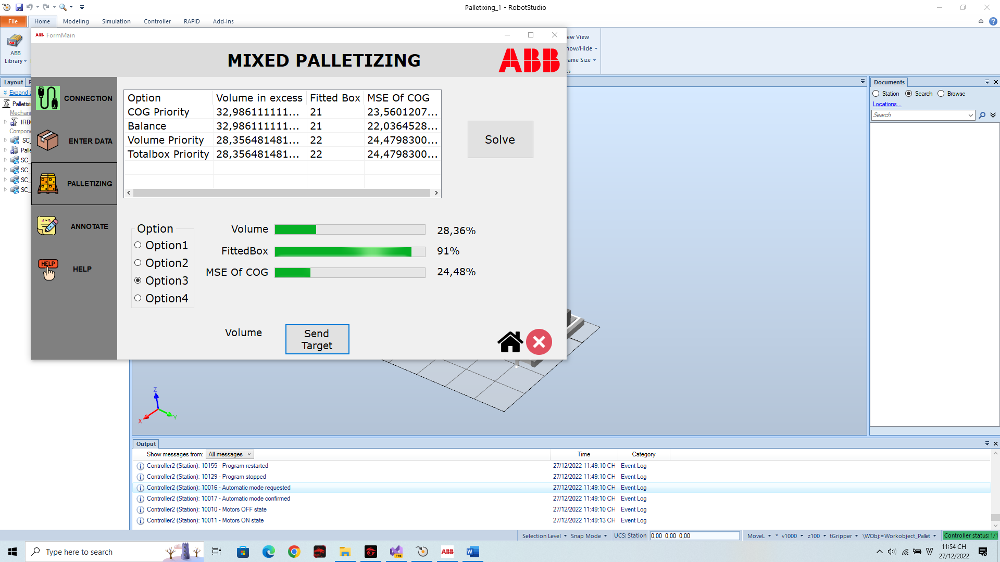 Palletixing_1 - RobotStudio
File Home Modeling Simulation Controller RAPID Add-Ins
ABB
Library
ew View
how/Hide
ame Size
cs
FormMain
MIXED PALLETIZING
ABB
CONNECTION
ENTER DATA
PALLETIZING
ANNOTATE
HELP
HELP
Option Volume in excess Fitted Box MSE Of COG
COG Priority 32,986111111... 21 23,5601207...
Balance 32,986111111... 21 22,0364528...
Volume Priority 28,356481481... 22 24,4798300...
Totalbox Priority 28,356481481... 22 24,4798300...
Solve
Option
Option1
Option2
Option3
Option4
Volume 28,36%
FittedBox 91%
MSE Of COG 24,48%
Volume
Send
Target
Layout P
Expand a
Palletixi
Mechani
IRB
Compone
SC_
Palle
SC_
SC_
SC_
SC_
Z
X
Y
Documents
Station Search Browse
Locations...
Search
Output
Show messages from: All messages Time Category
Controller2 (Station): 10155 - Program restarted 27/12/2022 11:49:10 CH Event Log
Controller2 (Station): 10129 - Program stopped 27/12/2022 11:49:10 CH Event Log
Controller2 (Station): 10016 - Automatic mode requested 27/12/2022 11:49:10 CH Event Log
Controller2 (Station): 10017 - Automatic mode confirmed 27/12/2022 11:49:10 CH Event Log
Controller2 (Station): 10010 - Motors OFF state 27/12/2022 11:49:10 CH Event Log
Controller2 (Station): 10011 - Motors ON state 27/12/2022 11:49:13 CH Event Log
Selection Level Snap Mode UCS: Station 0,00 0,00 0,00 MoveL * v1000 z100 tGripper \WObj:=Workobject_Pallet Controller status: 1/1
Type here to search
PRE
ABB
V
11:54 CH
27/12/2022